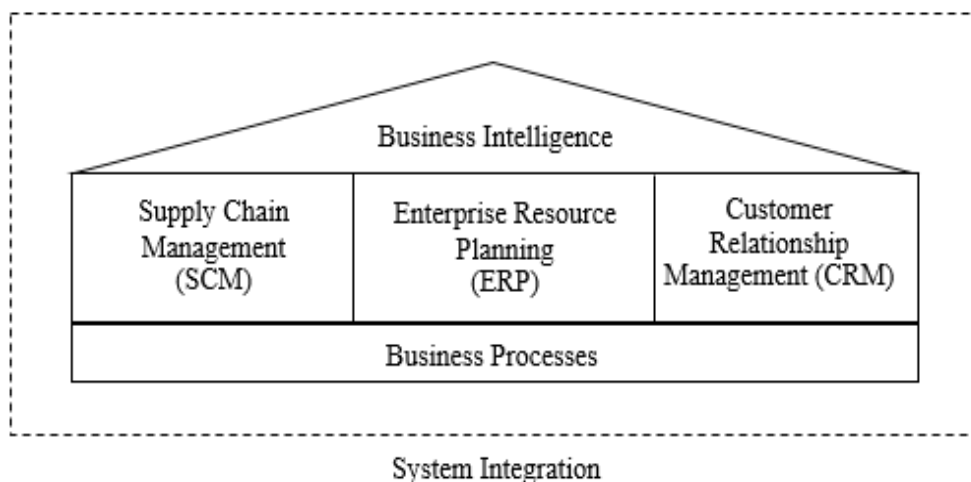 Business Intelligence
Supply Chain
Management
(SCM)
Enterprise Resource
Planning
(ERP)
Customer
Relationship
Management (CRM)
Business Processes
System Integration